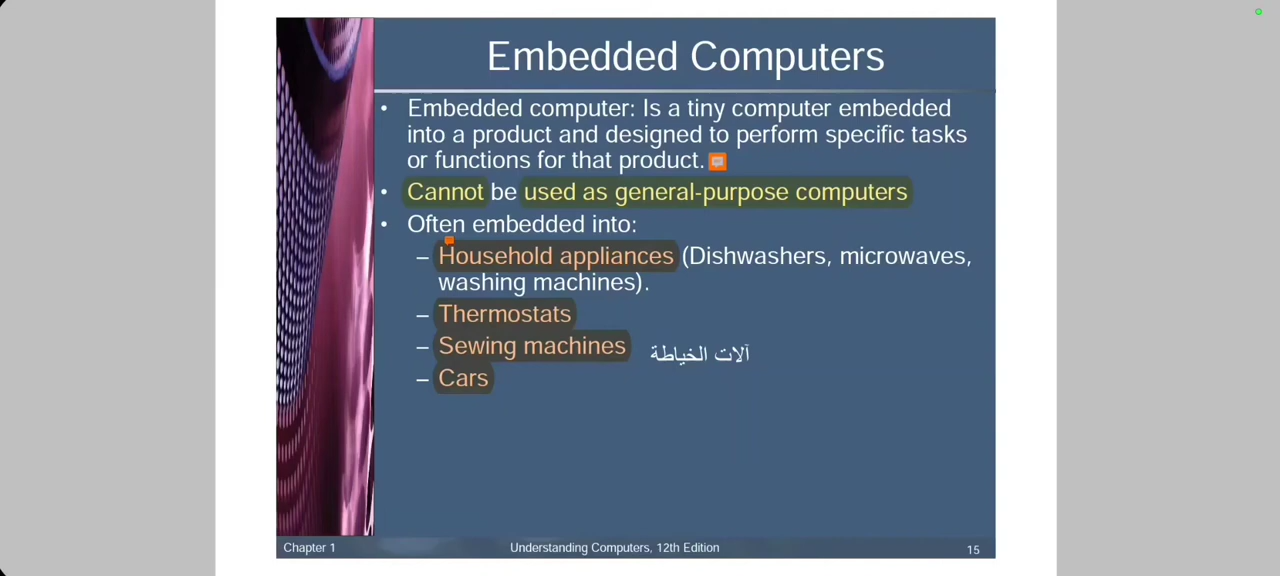 Embedded Computers
• Embedded computer: Is a tiny computer embedded
into a product and designed to perform specific tasks
or functions for that product.
• Cannot be used as general-purpose computers
• Often embedded into:
– Household appliances (Dishwashers, microwaves,
washing machines).
– Thermostats
– Sewing machines آلات الخياطة
– Cars
Chapter 1 Understanding Computers, 12th Edition 15